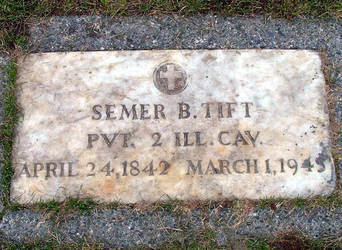 SEMER B. TIFT
PVT. 2 ILL. CAV.
APRIL 24, 1842 MARCH 1, 1945